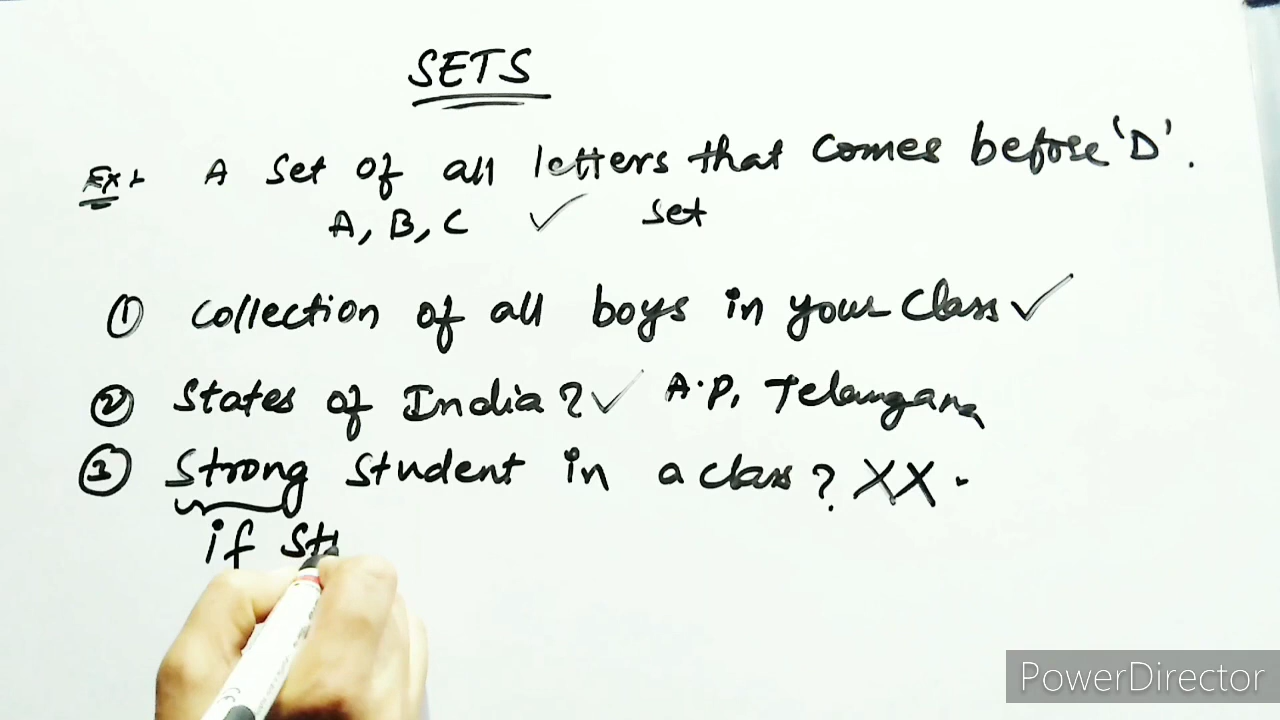 SETS
Ex:- A set of all letters that comes before 'D'.
A, B, C ✓ set
① collection of all boys in your class ✓
② States of India ? ✓ A.P, Telangana
③ Strong student in a class ? XX.
if st
PowerDirector